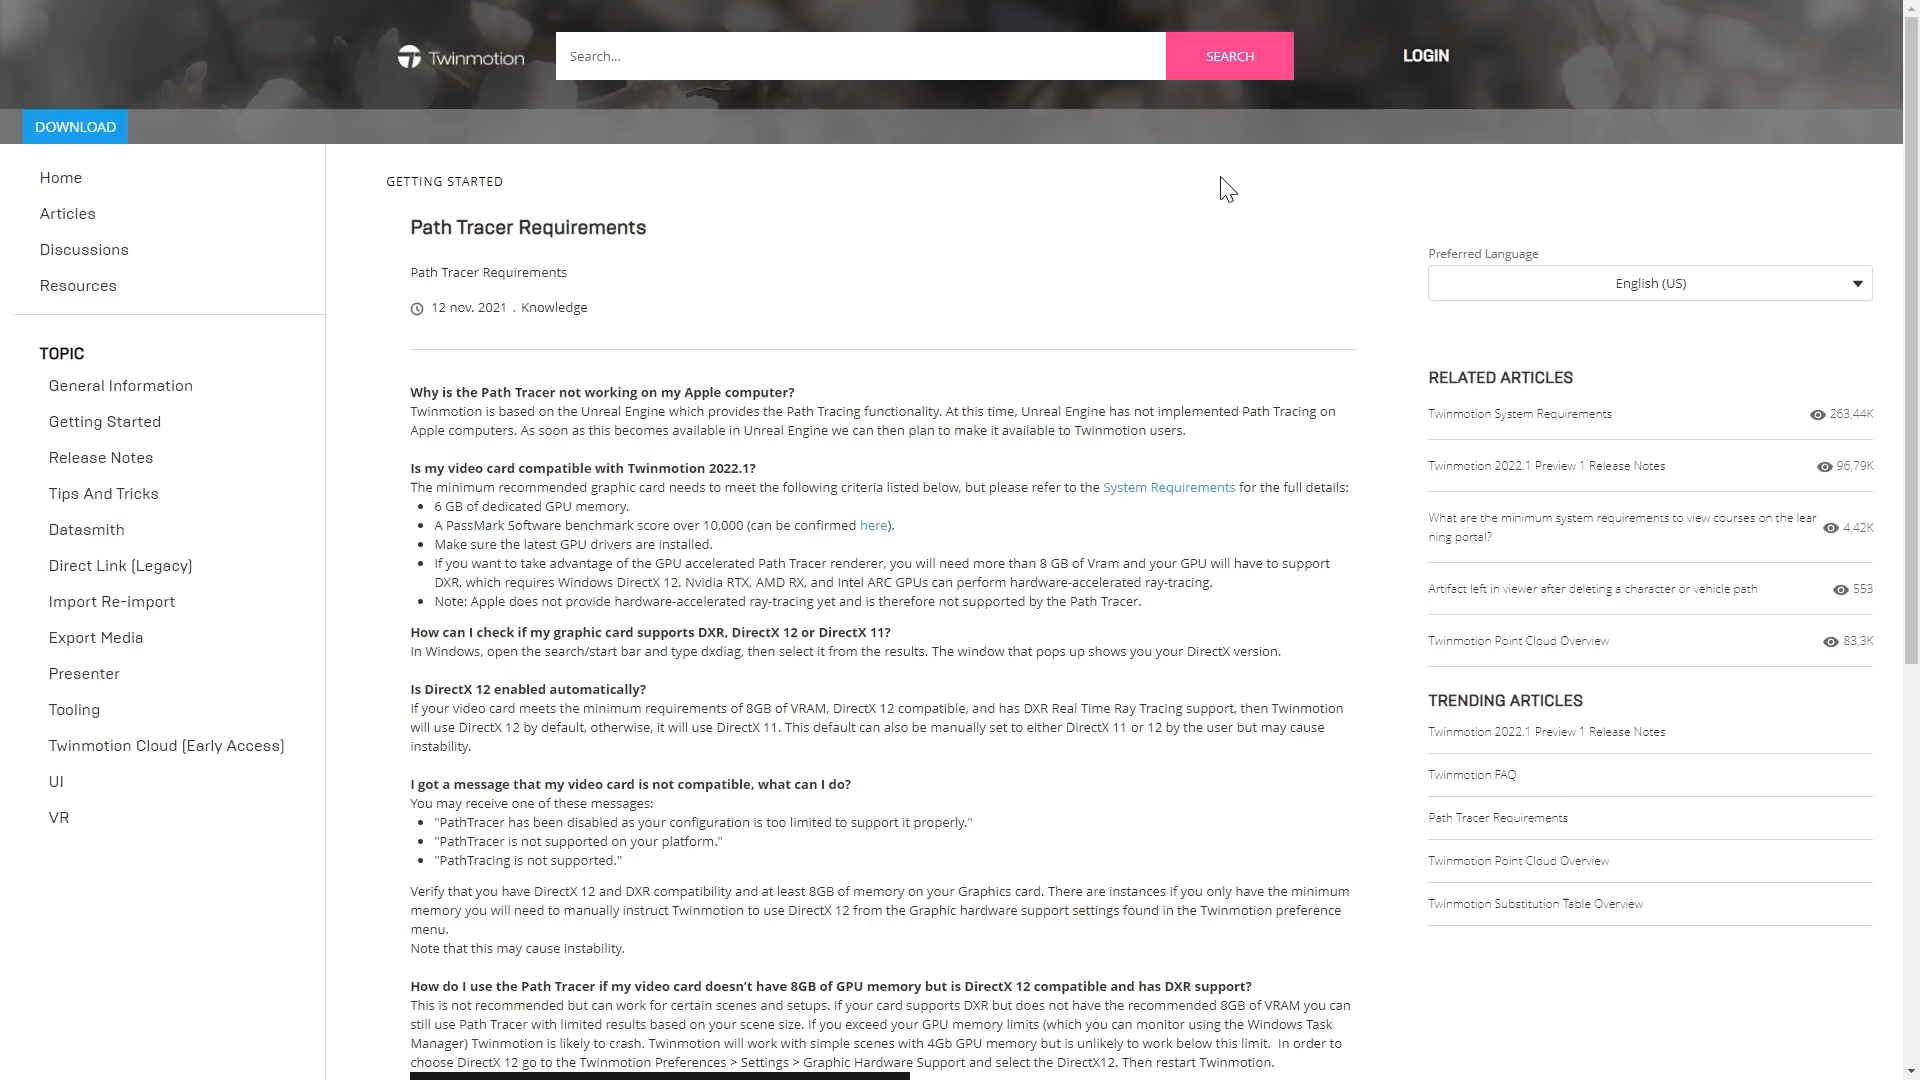 Twinmotion
Search...
SEARCH
LOGIN
DOWNLOAD
Home
Articles
Discussions
Resources
TOPIC
General Information
Getting Started
Release Notes
Tips And Tricks
Datasmith
Direct Link (Legacy)
Import Re-import
Export Media
Presenter
Tooling
Twinmotion Cloud (Early Access)
UI
VR
GETTING STARTED
Path Tracer Requirements
Path Tracer Requirements
12 nov. 2021 . Knowledge
Why is the Path Tracer not working on my Apple computer?
Twinmotion is based on the Unreal Engine which provides the Path Tracing functionality. At this time, Unreal Engine has not implemented Path Tracing on
Apple computers. As soon as this becomes available in Unreal Engine we can then plan to make it available to Twinmotion users.
Is my video card compatible with Twinmotion 2022.1?
The minimum recommended graphic card needs to meet the following criteria listed below, but please refer to the System Requirements for the full details:
• 6 GB of dedicated GPU memory.
• A PassMark Software benchmark score over 10,000 (can be confirmed here).
• Make sure the latest GPU drivers are installed.
• If you want to take advantage of the GPU accelerated Path Tracer renderer, you will need more than 8 GB of Vram and your GPU will have to support
DXR, which requires Windows DirectX 12. Nvidia RTX, AMD RX, and Intel ARC GPUs can perform hardware-accelerated ray-tracing.
• Note: Apple does not provide hardware-accelerated ray-tracing yet and is therefore not supported by the Path Tracer.
How can I check if my graphic card supports DXR, DirectX 12 or DirectX 11?
In Windows, open the search/start bar and type dxdiag, then select it from the results. The window that pops up shows you your DirectX version.
Is DirectX 12 enabled automatically?
If your video card meets the minimum requirements of 8GB of VRAM, DirectX 12 compatible, and has DXR Real Time Ray Tracing support, then Twinmotion
will use DirectX 12 by default, otherwise, it will use DirectX 11. This default can also be manually set to either DirectX 11 or 12 by the user but may cause
instability.
I got a message that my video card is not compatible, what can I do?
You may receive one of these messages:
• "PathTracer has been disabled as your configuration is too limited to support it properly."
• "PathTracer is not supported on your platform."
• "PathTracing is not supported."
Verify that you have DirectX 12 and DXR compatibility and at least 8GB of memory on your Graphics card. There are instances if you only have the minimum
memory you will need to manually instruct Twinmotion to use DirectX 12 from the Graphic hardware support settings found in the Twinmotion preference
menu.
Note that this may cause instability.
How do I use the Path Tracer if my video card doesn’t have 8GB of GPU memory but is DirectX 12 compatible and has DXR support?
This is not recommended but can work for certain scenes and setups. If your card supports DXR but does not have the recommended 8GB of VRAM you can
still use Path Tracer with limited results based on your scene size. If you exceed your GPU memory limits (which you can monitor using the Windows Task
Manager) Twinmotion is likely to crash. Twinmotion will work with simple scenes with 4Gb GPU memory but is unlikely to work below this limit. In order to
choose DirectX 12 go to the Twinmotion Preferences > Settings > Graphic Hardware Support and select the DirectX12. Then restart Twinmotion.
Preferred Language
English (US)
RELATED ARTICLES
Twinmotion System Requirements 263,44K
Twinmotion 2022.1 Preview 1 Release Notes 96,79K
What are the minimum system requirements to view courses on the lear
ning portal? 4,42K
Artifact left in viewer after deleting a character or vehicle path 553
Twinmotion Point Cloud Overview 83,3K
TRENDING ARTICLES
Twinmotion 2022.1 Preview 1 Release Notes
Twinmotion FAQ
Path Tracer Requirements
Twinmotion Point Cloud Overview
Twinmotion Substitution Table Overview